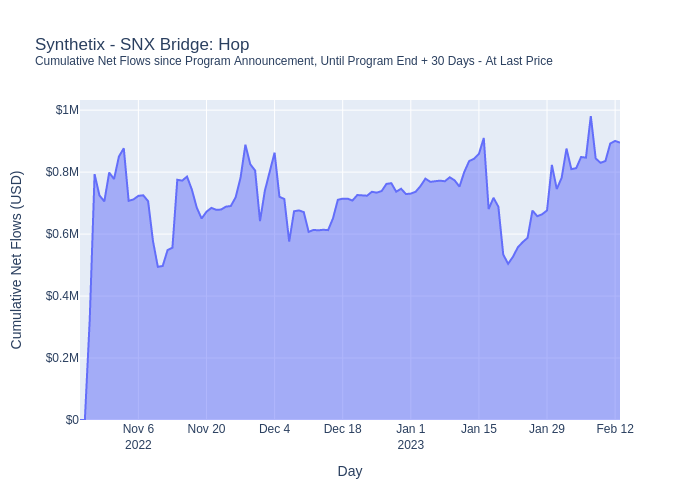 Synthetix - SNX Bridge: Hop
Cumulative Net Flows since Program Announcement, Until Program End + 30 Days - At Last Price
Cumulative Net Flows (USD)
$1M
$0.8M
$0.6M
$0.4M
$0.2M
$0
Nov 6
2022
Nov 20
Dec 4
Dec 18
Jan 1
2023
Jan 15
Jan 29
Feb 12
Day